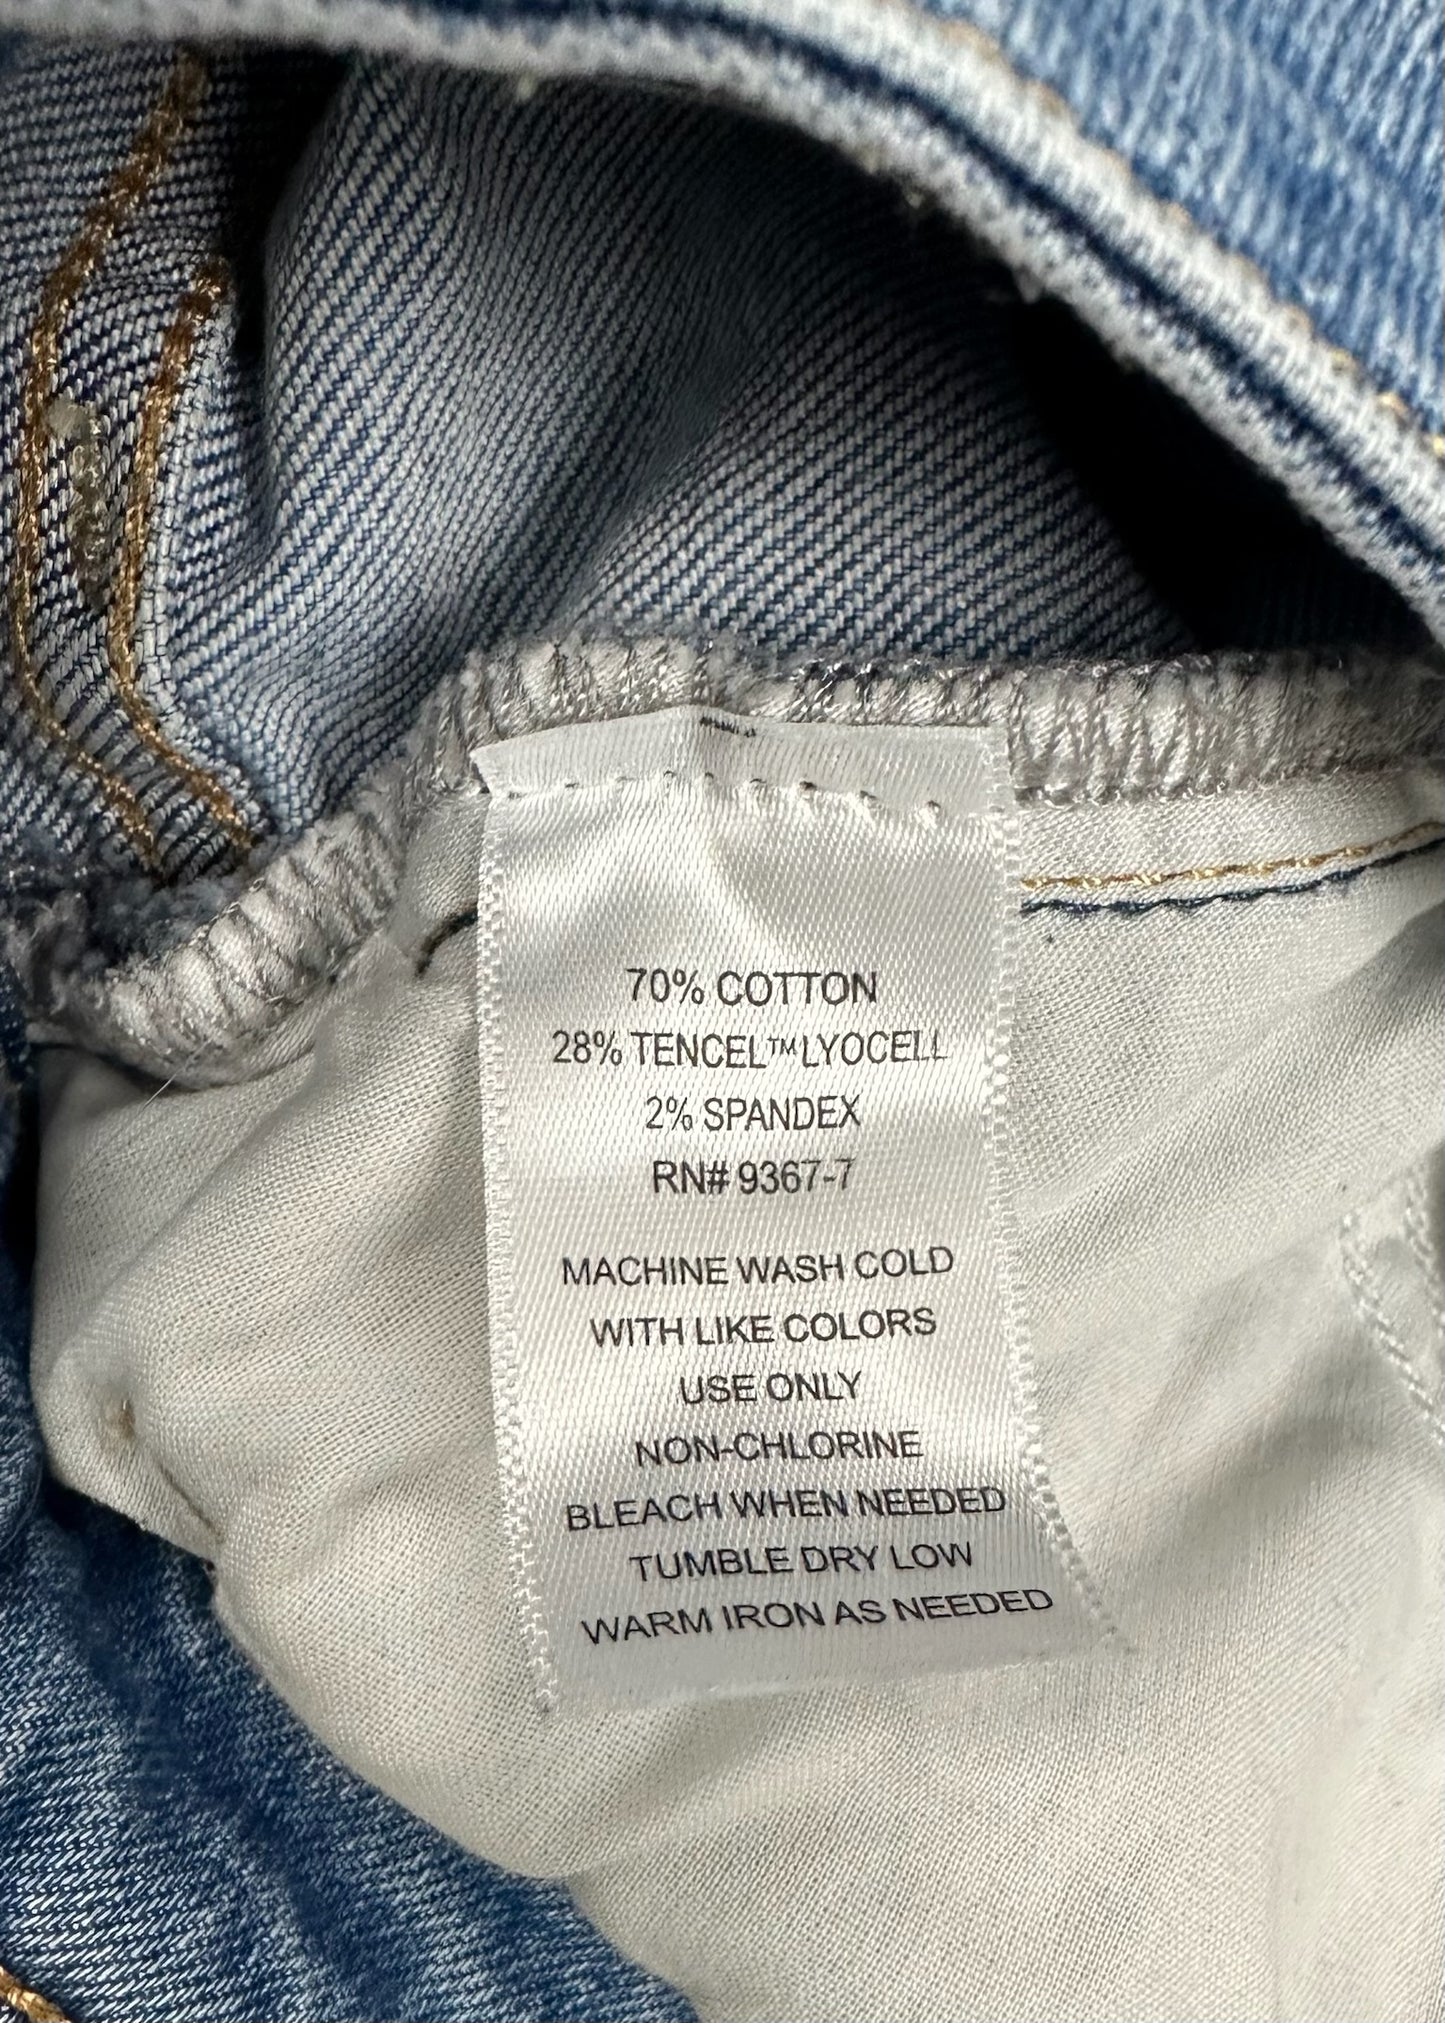 70% COTTON
28% TENCEL™ LYOCELL
2% SPANDEX
RN# 9367-7
MACHINE WASH COLD
WITH LIKE COLORS
USE ONLY
NON-CHLORINE
BLEACH WHEN NEEDED
TUMBLE DRY LOW
WARM IRON AS NEEDED